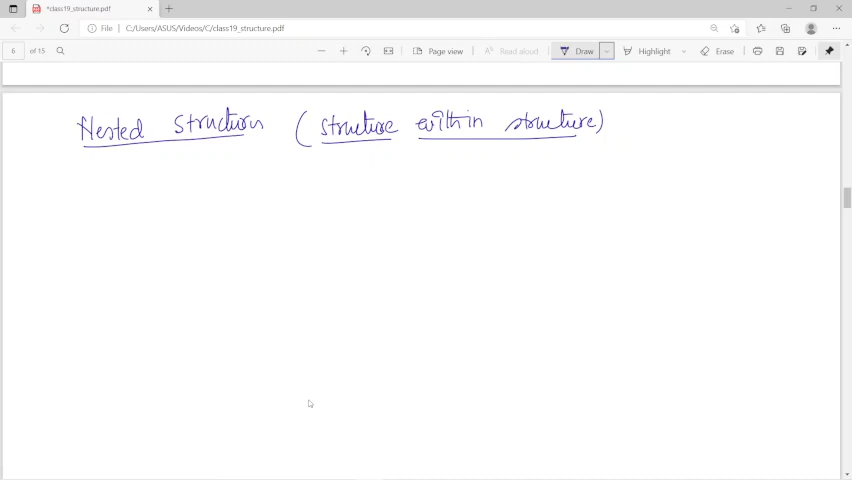 *class19_structure.pdf
File C:/Users/ASUS/Videos/C/class19_structure.pdf
6 of 15 Page view Read aloud Draw Highlight Erase
Nested Structure (structure within structure)